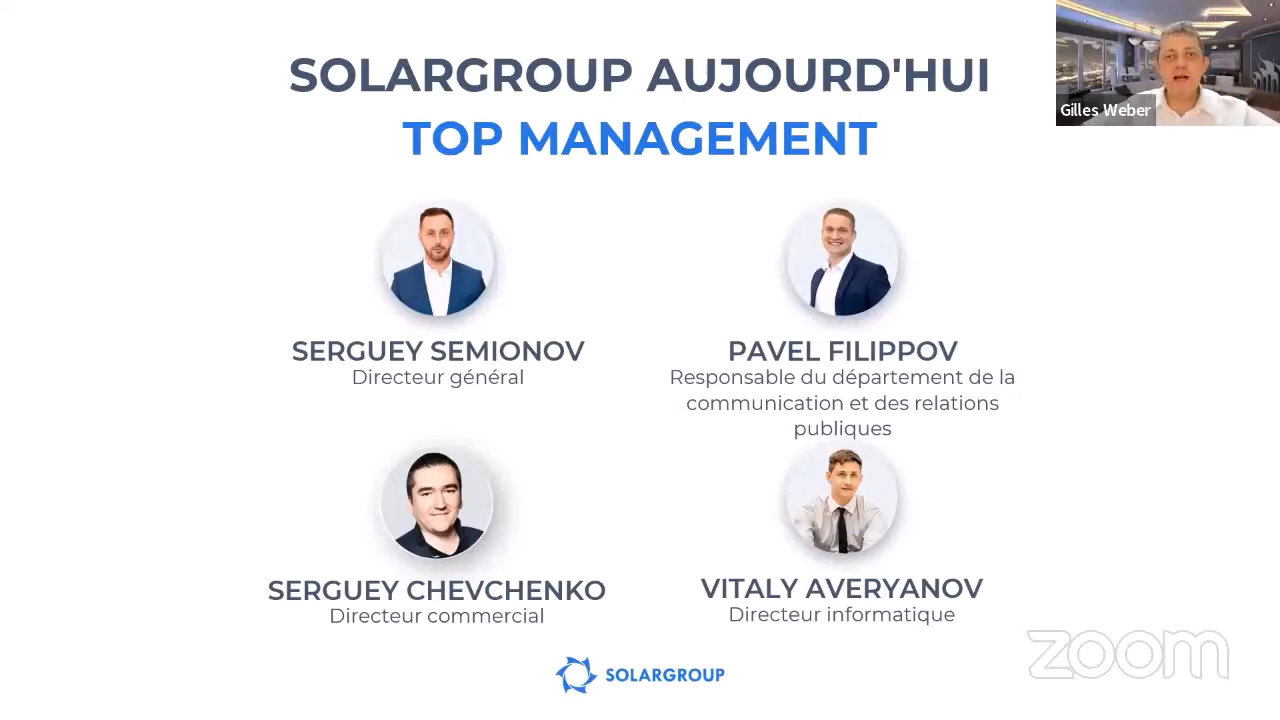 SOLARGROUP AUJOURD'HUI
TOP MANAGEMENT
Gilles Weber
SERGUEY SEMIONOV
Directeur général
PAVEL FILIPPOV
Responsable du département de la
communication et des relations
publiques
SERGUEY CHEVCHENKO
Directeur commercial
VITALY AVERYANOV
Directeur informatique
SOLARGROUP
zoom